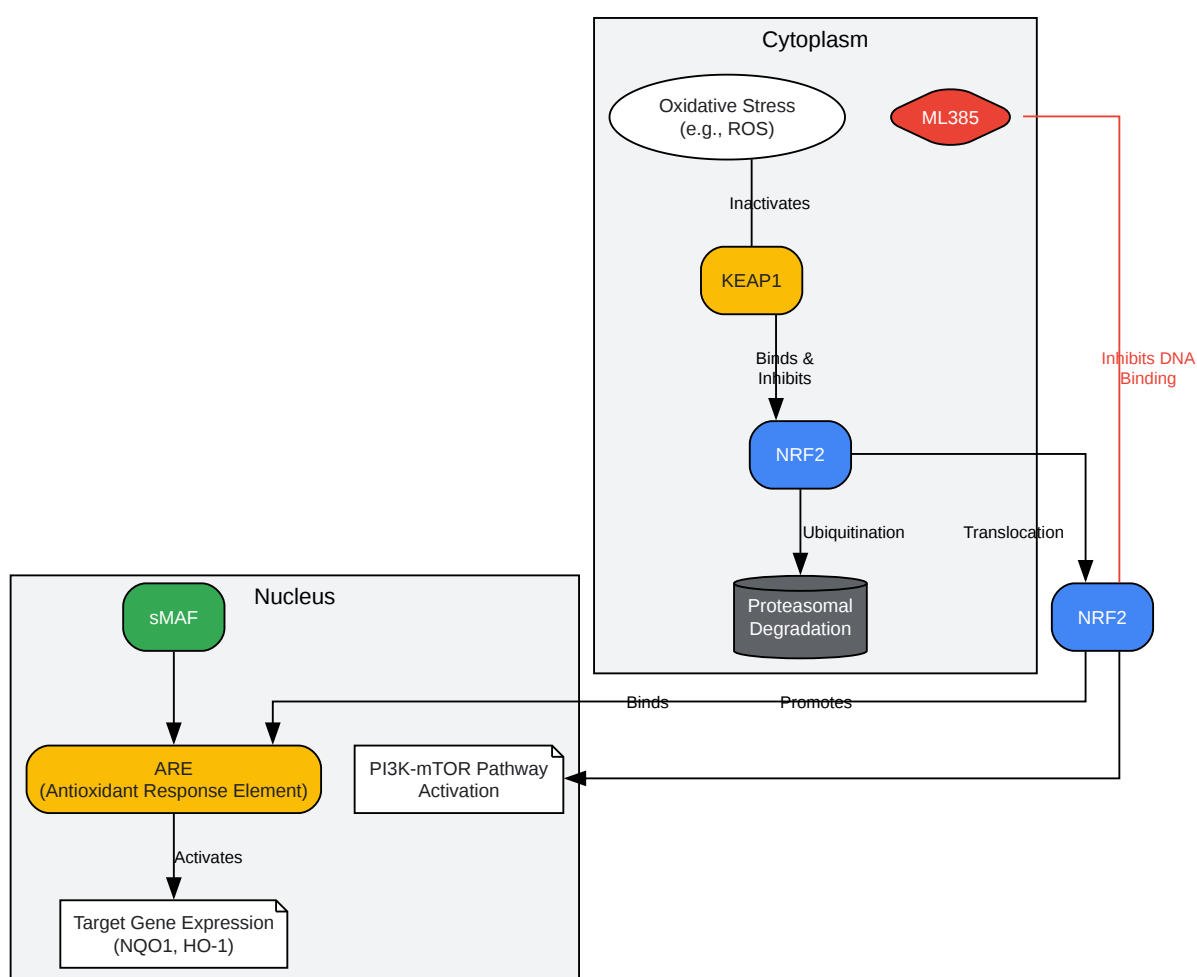 Cytoplasm
Oxidative Stress
(e.g., ROS)
ML385
Inactivates
KEAP1
Binds &
Inhibits
Inhibits DNA
Binding
NRF2
Ubiquitination
Translocation
Nucleus
sMAF
Proteasomal
Degradation
NRF2
Binds
Promotes
ARE
(Antioxidant Response Element)
PI3K-mTOR Pathway
Activation
Activates
Target Gene Expression
(NQO1, HO-1)